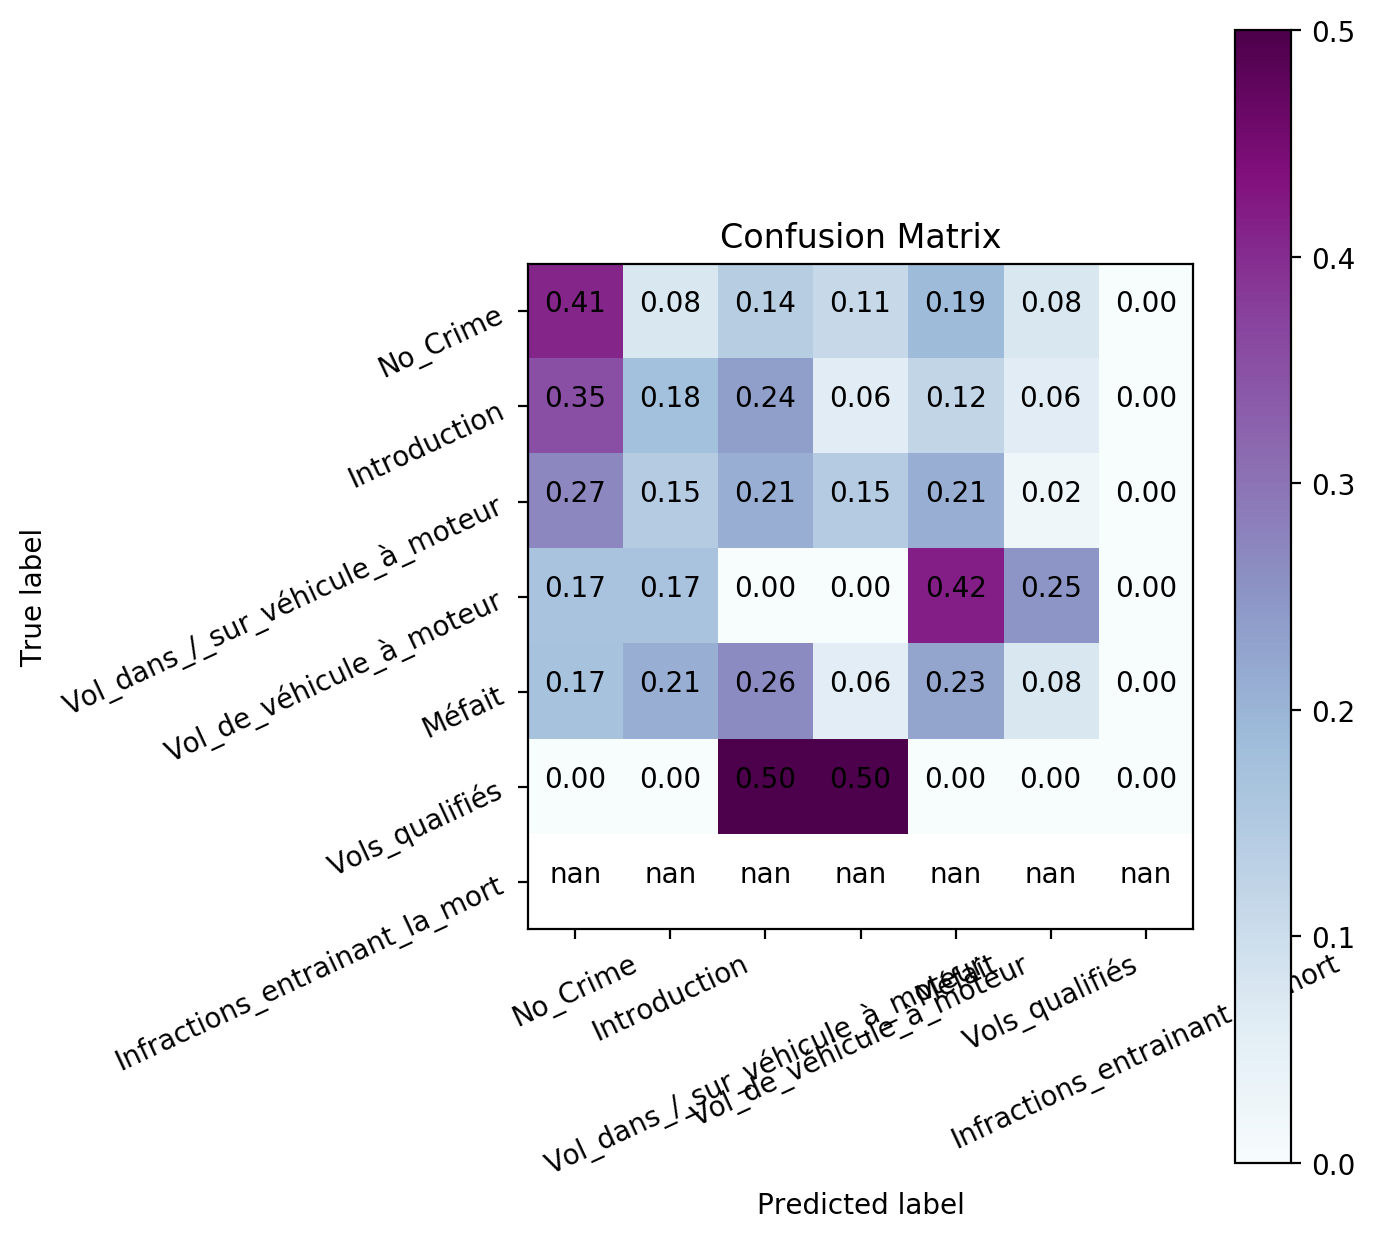 Confusion Matrix
True label
No_Crime 0.41 0.08 0.14 0.11 0.19 0.08 0.00
Introduction 0.35 0.18 0.24 0.06 0.12 0.06 0.00
Vol_dans_/_sur_véhicule_à_moteur 0.27 0.15 0.21 0.15 0.21 0.02 0.00
Vol_de_véhicule_à_moteur 0.17 0.17 0.00 0.00 0.42 0.25 0.00
Méfait 0.17 0.21 0.26 0.06 0.23 0.08 0.00
Vols_qualifiés 0.00 0.00 0.50 0.50 0.00 0.00 0.00
Infractions_entrainant_la_mort nan nan nan nan nan nan nan
No_Crime
Introduction
Vol_dans_/_sur_véhicule_à_moteur
Vol_de_véhicule_à_moteur
Méfait
Vols_qualifiés
Infractions_entrainant mort
Predicted label
0.5
0.4
0.3
0.2
0.1
0.0